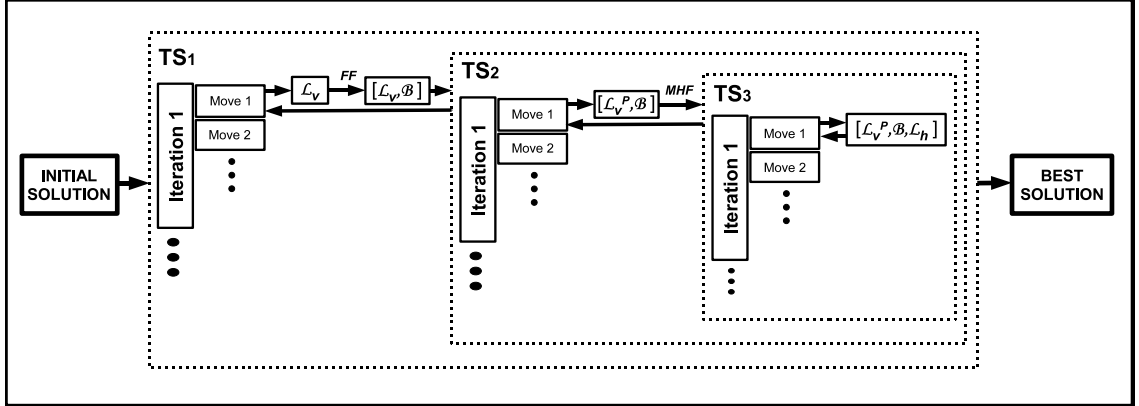 INITIAL
SOLUTION
TS1
Iteration 1
Move 1
Move 2
ℒv
FF
[ℒv,ℬ]
TS2
Iteration 1
Move 1
Move 2
[ℒvᴾ,ℬ]
MHF
TS3
Iteration 1
Move 1
Move 2
[ℒvᴾ,ℬ,ℒh]
BEST
SOLUTION